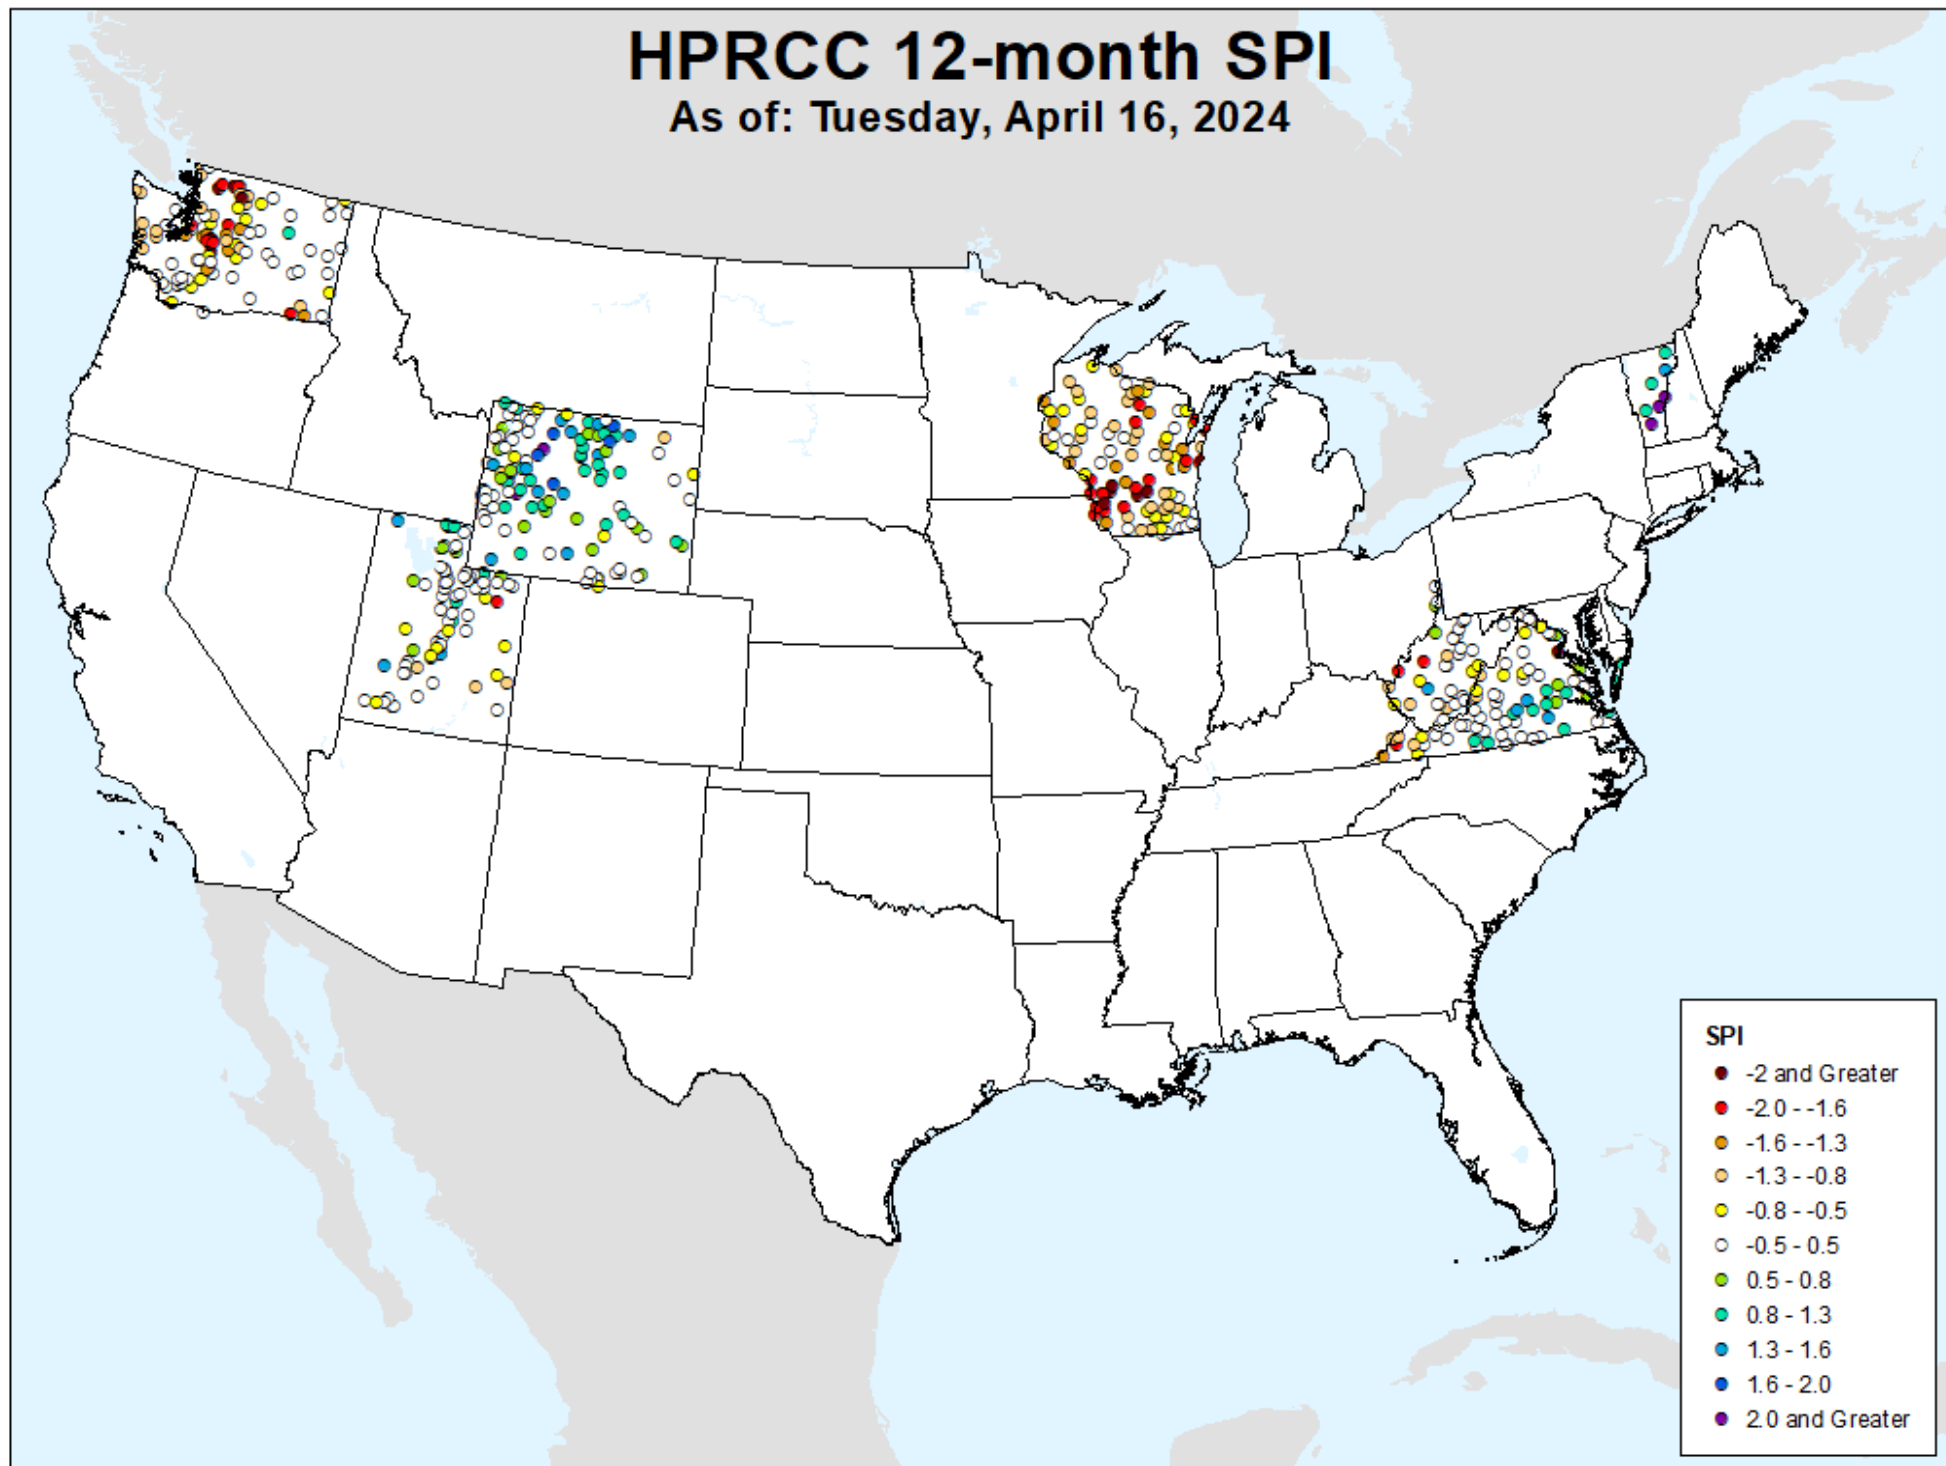 HPRCC 12-month SPI
As of: Tuesday, April 16, 2024
SPI
-2 and Greater
-2.0 - -1.6
-1.6 - -1.3
-1.3 - -0.8
-0.8 - -0.5
-0.5 - 0.5
0.5 - 0.8
0.8 - 1.3
1.3 - 1.6
1.6 - 2.0
2.0 and Greater